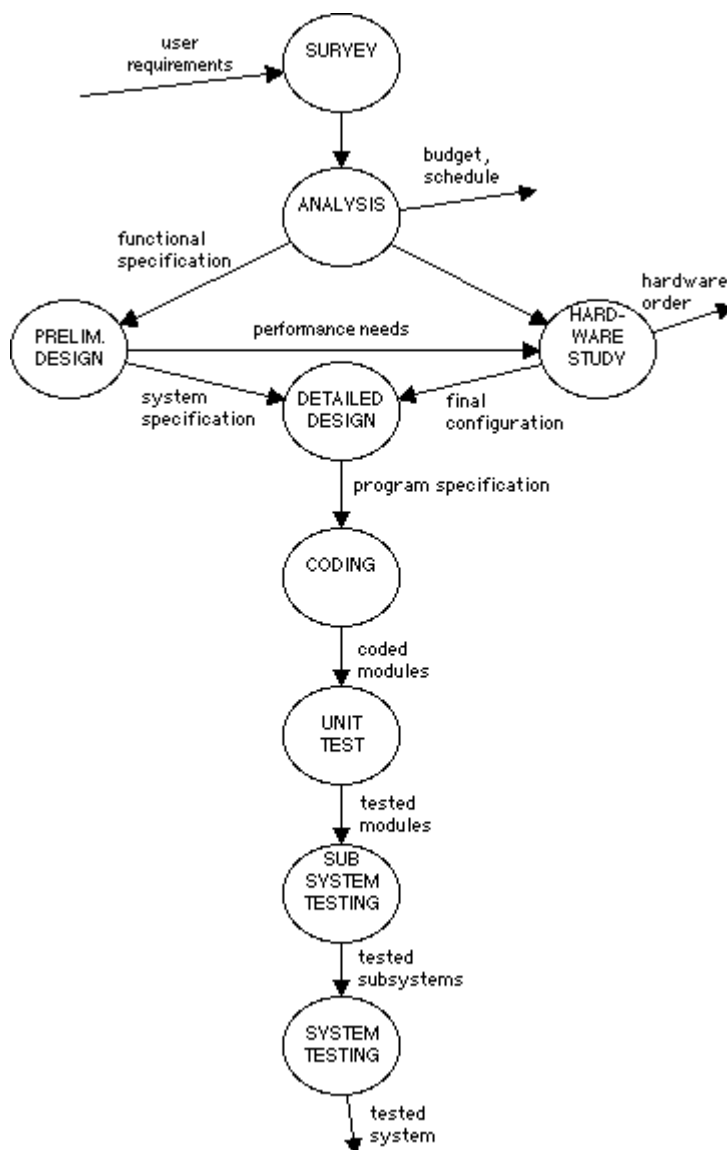 user
requirements
SURVEY
budget,
schedule
ANALYSIS
functional
specification
hardware
order
PRELIM.
DESIGN
performance needs
HARD-
WARE
STUDY
system
specification
DETAILED
DESIGN
final
configuration
program specification
CODING
coded
modules
UNIT
TEST
tested
modules
SUB
SYSTEM
TESTING
tested
subsystems
SYSTEM
TESTING
tested
system